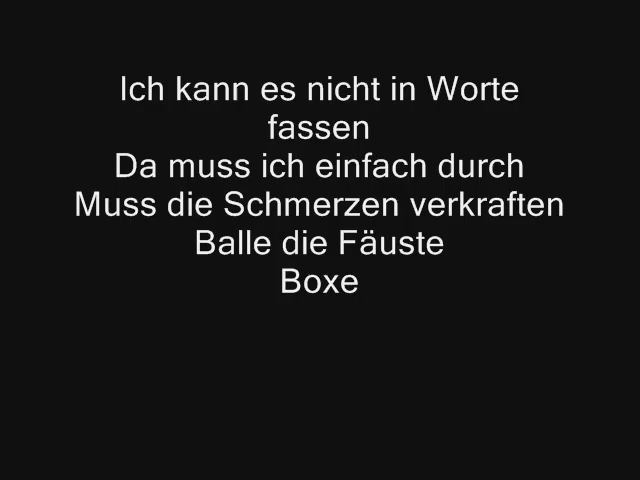 Ich kann es nicht in Worte
fassen
Da muss ich einfach durch
Muss die Schmerzen verkraften
Balle die Fäuste
Boxe